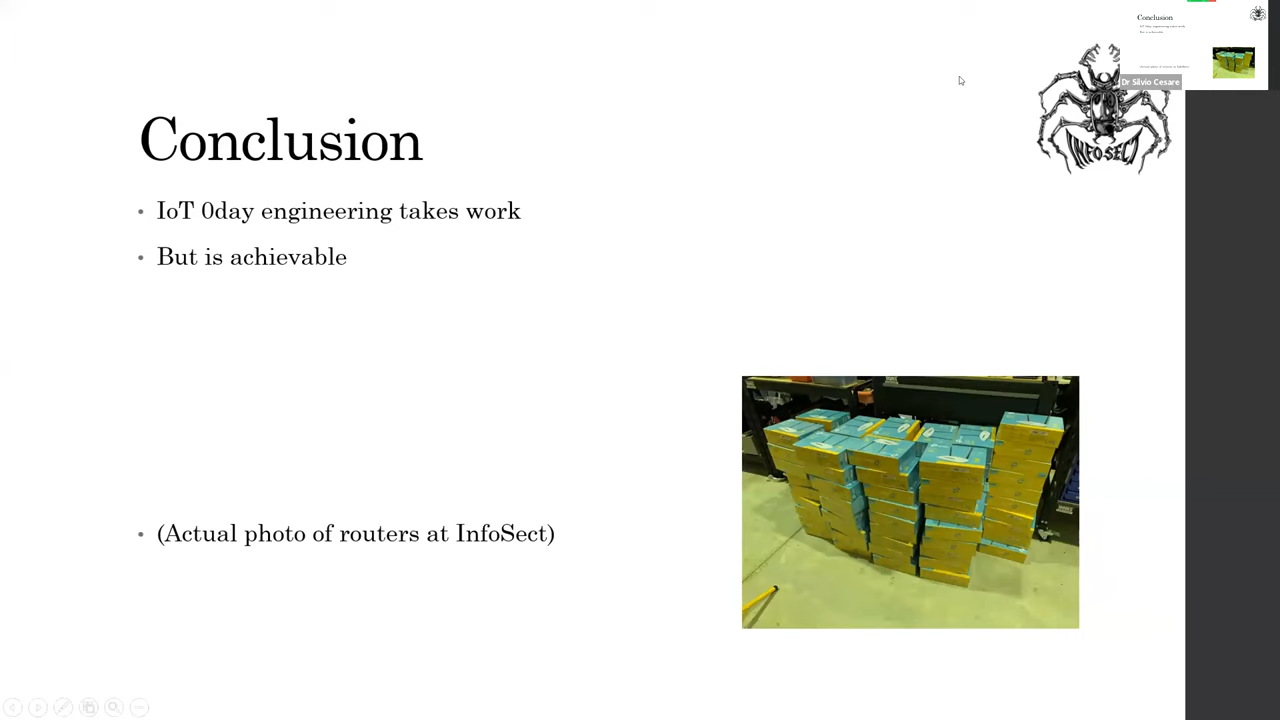 Conclusion
• IoT 0day engineering takes work
• But is achievable
• (Actual photo of routers at InfoSect)
INFOSECT
Conclusion
Dr Silvio Cesare